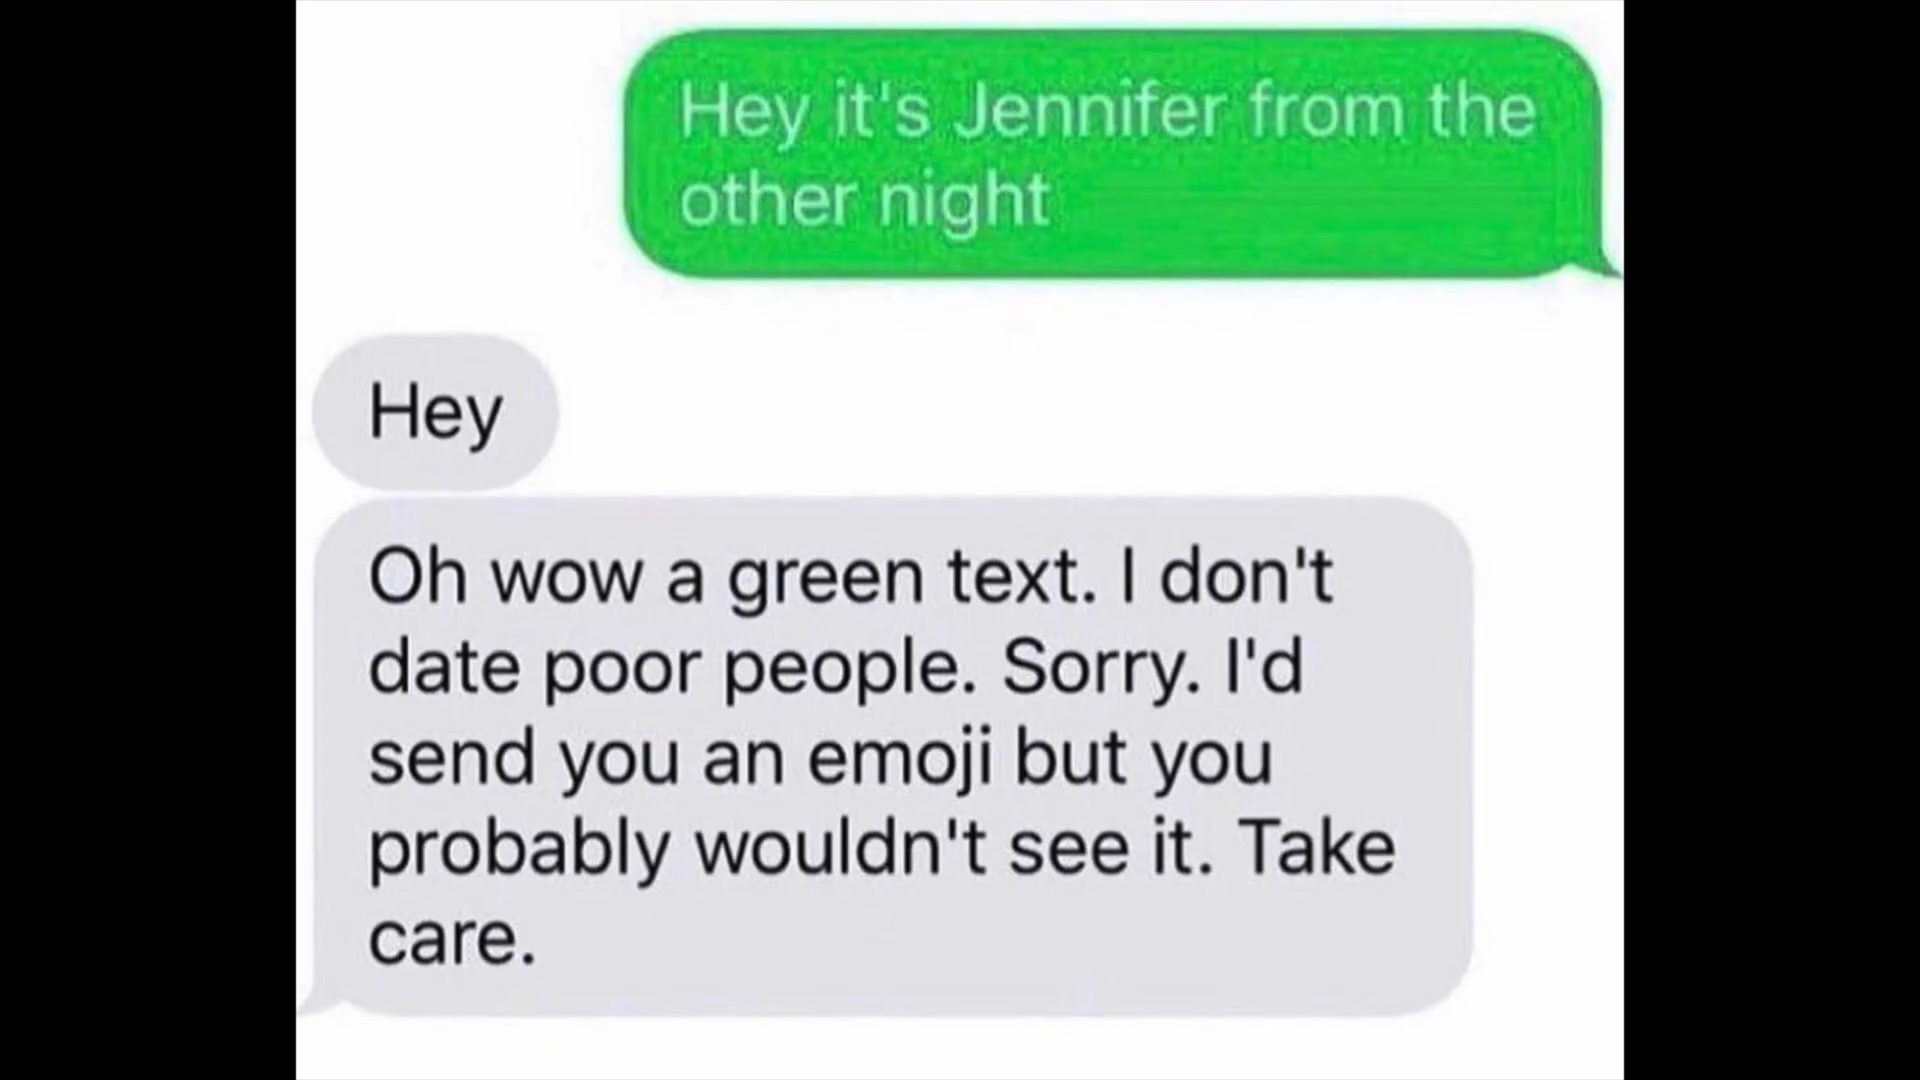 Hey it's Jennifer from the
other night
Hey
Oh wow a green text. I don't
date poor people. Sorry. I'd
send you an emoji but you
probably wouldn't see it. Take
care.